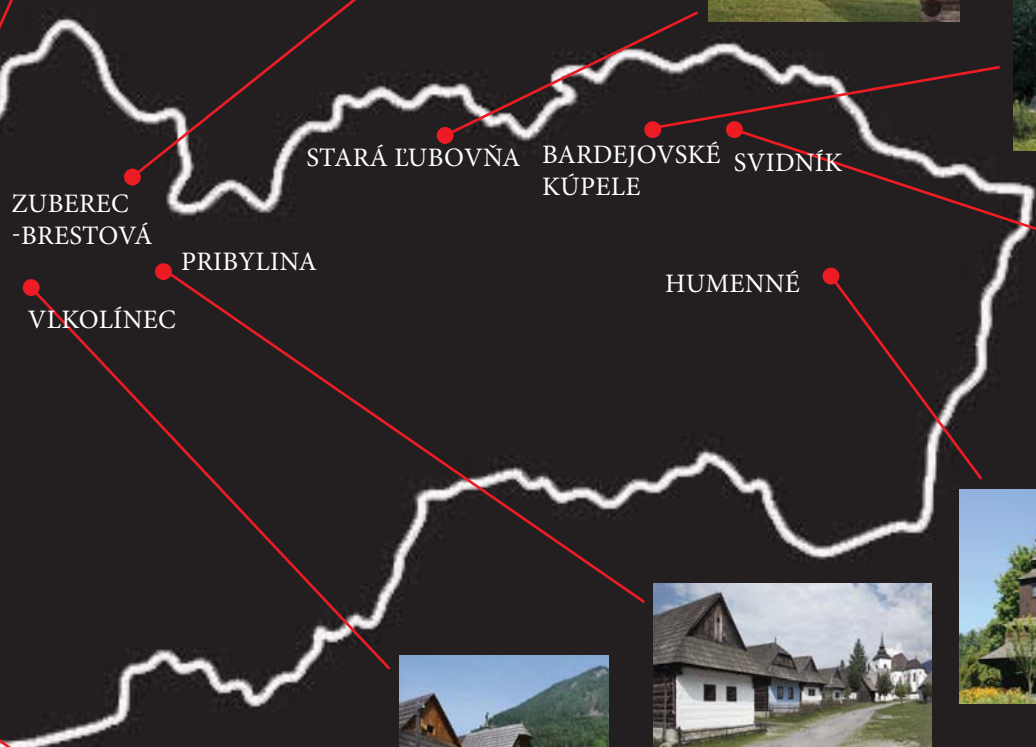 STARÁ ĽUBOVŇA
BARDEJOVSKÉ
KÚPELE
SVIDNÍK
ZUBEREC
-BRESTOVÁ
PRIBYLINA
HUMENNÉ
VLKOLÍNEC